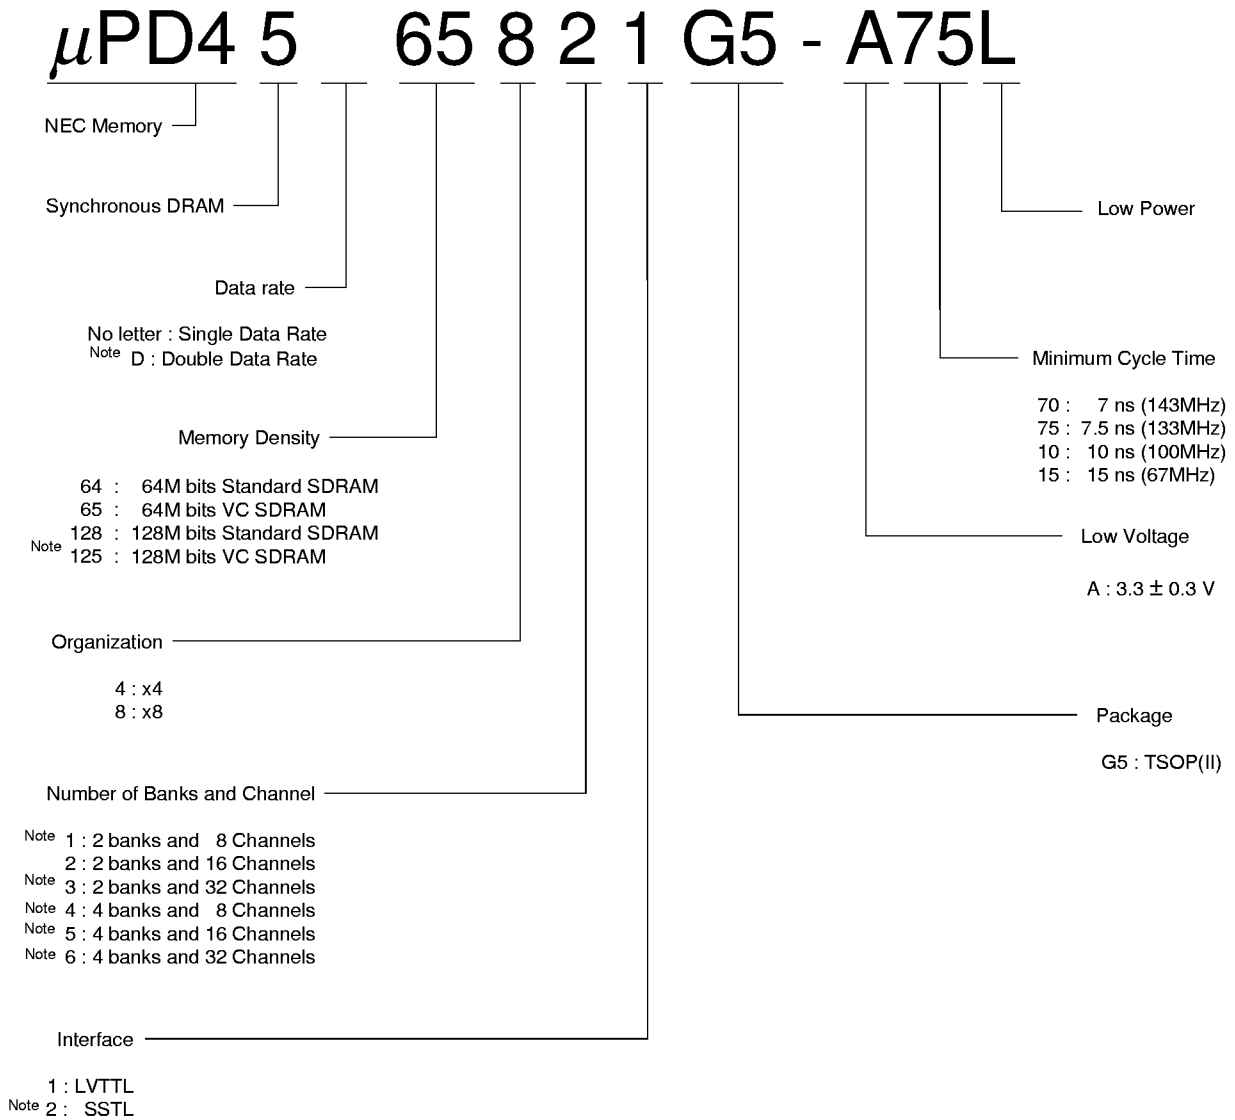 µPD4 5 65 8 2 1 G5 - A75L
NEC Memory
Synchronous DRAM
Low Power
Data rate
No letter : Single Data Rate
Note D : Double Data Rate
Minimum Cycle Time
70 : 7 ns (143MHz)
75 : 7.5 ns (133MHz)
10 : 10 ns (100MHz)
15 : 15 ns (67MHz)
Memory Density
64 : 64M bits Standard SDRAM
65 : 64M bits VC SDRAM
128 : 128M bits Standard SDRAM
Note 125 : 128M bits VC SDRAM
Low Voltage
A : 3.3 ± 0.3 V
Organization
4 : x4
8 : x8
Package
G5 : TSOP(II)
Number of Banks and Channel
Note 1 : 2 banks and 8 Channels
2 : 2 banks and 16 Channels
Note 3 : 2 banks and 32 Channels
Note 4 : 4 banks and 8 Channels
Note 5 : 4 banks and 16 Channels
Note 6 : 4 banks and 32 Channels
Interface
1 : LVTTL
Note 2 : SSTL